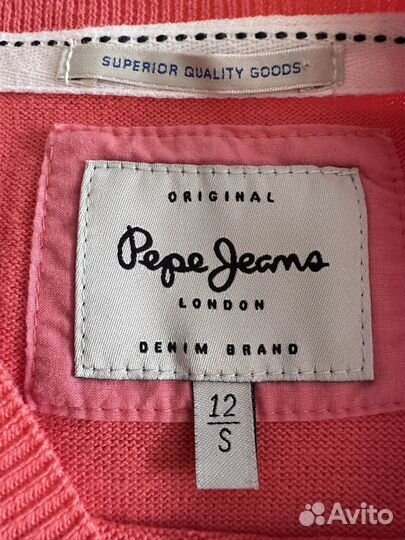 SUPERIOR QUALITY GOODS
ORIGINAL
Pepe Jeans
LONDON
DENIM BRAND
12
S
Avito